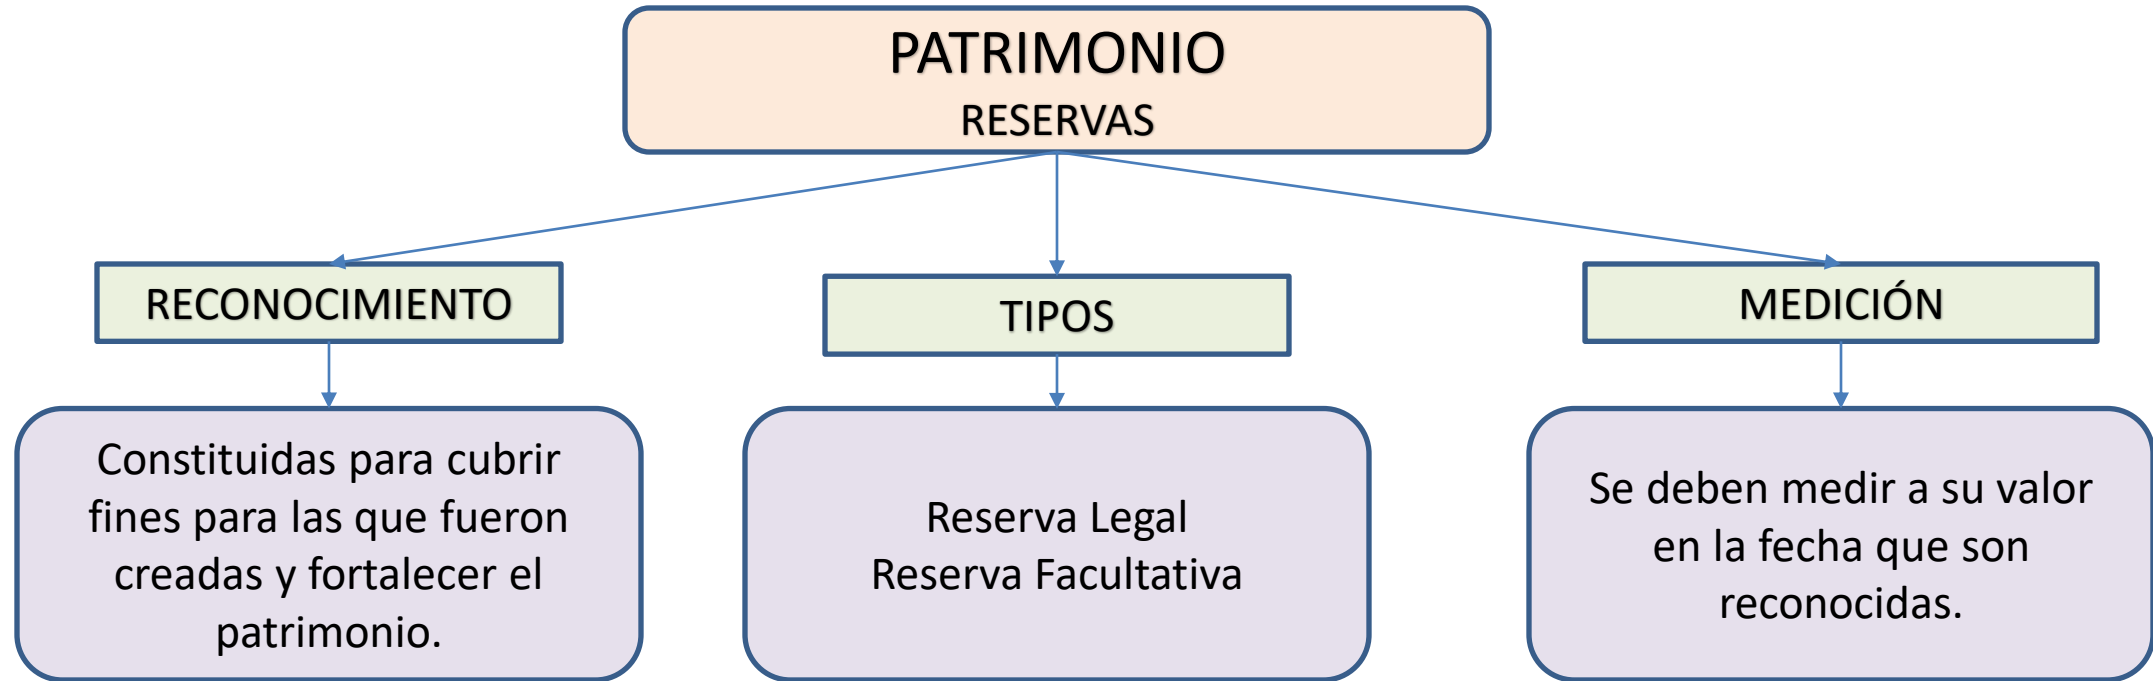 PATRIMONIO
RESERVAS
RECONOCIMIENTO
TIPOS
MEDICIÓN
Constituidas para cubrir
fines para las que fueron
creadas y fortalecer el
patrimonio.
Reserva Legal
Reserva Facultativa
Se deben medir a su valor
en la fecha que son
reconocidas.